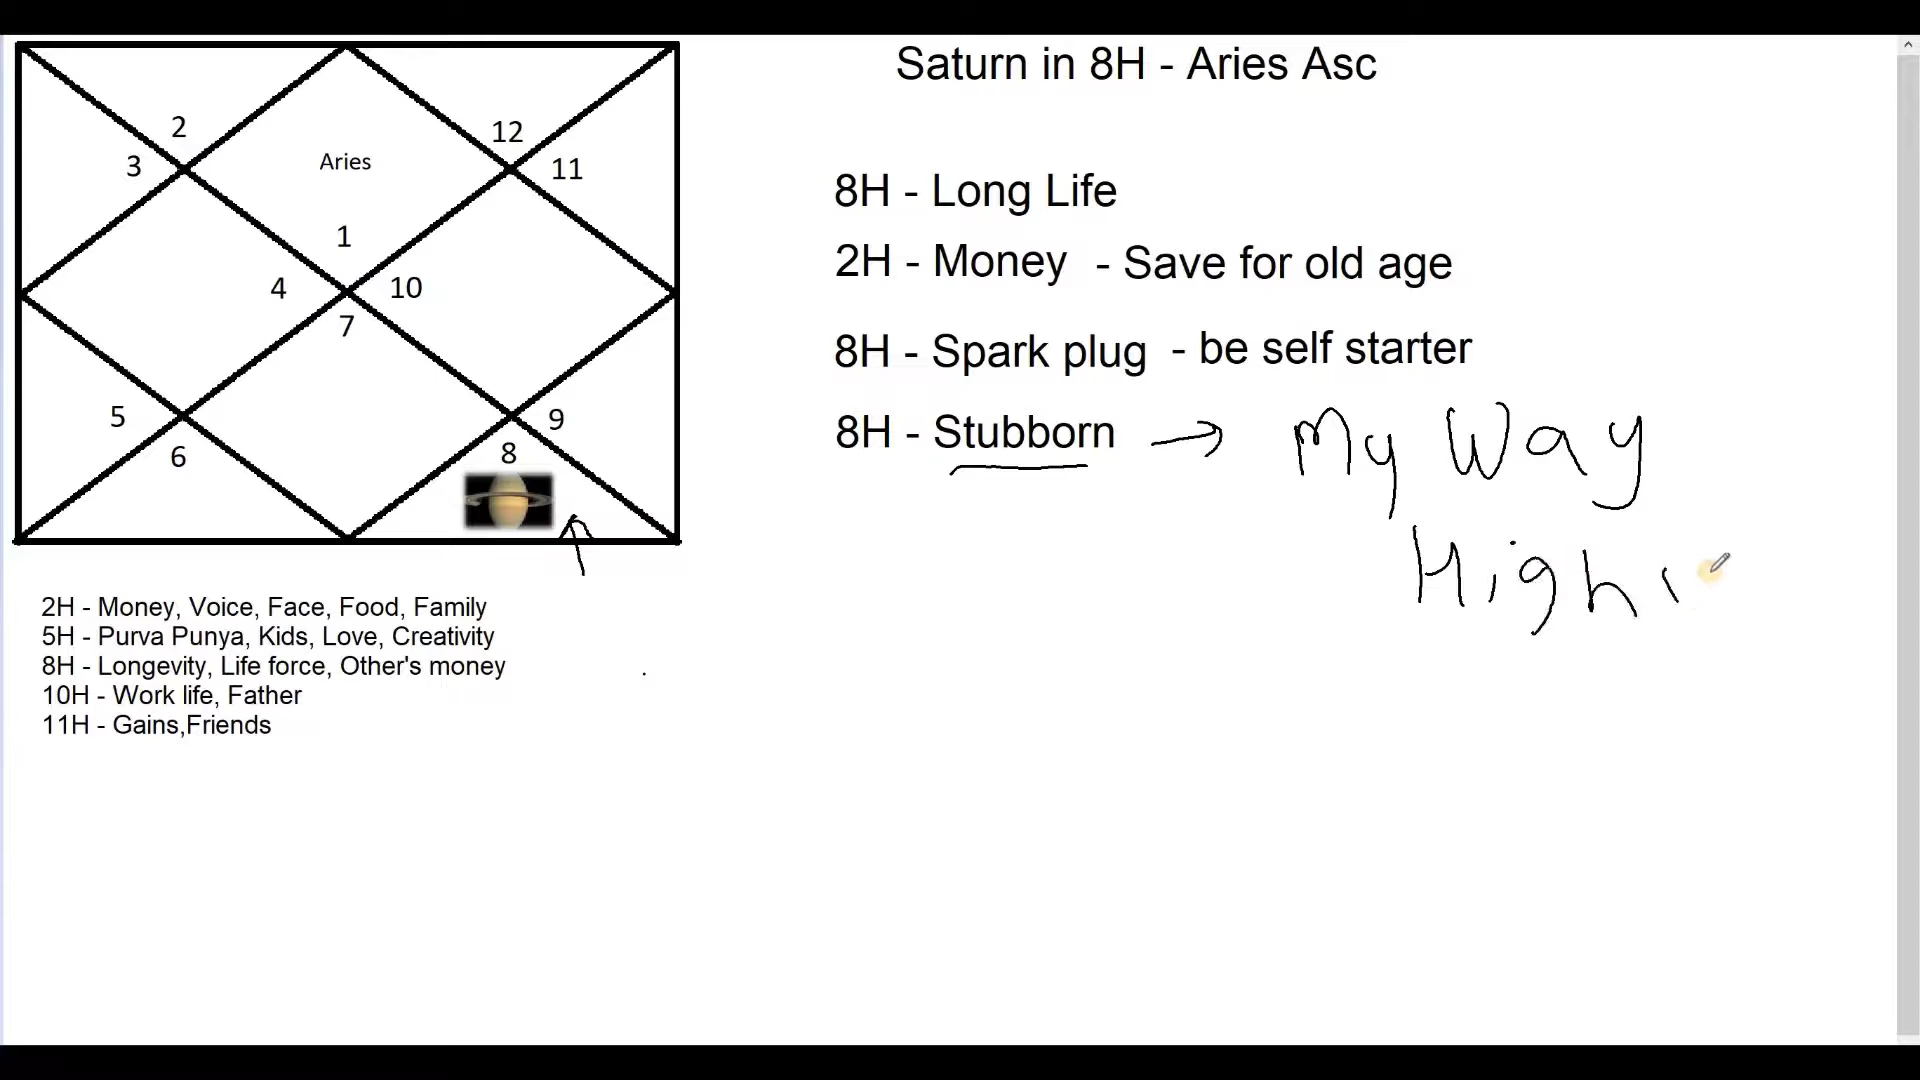 Saturn in 8H - Aries Asc
2
12
3
Aries
11
1
4
10
7
5
9
6
8
8H - Long Life
2H - Money - Save for old age
8H - Spark plug - be self starter
8H - Stubborn → My Way
High
2H - Money, Voice, Face, Food, Family
5H - Purva Punya, Kids, Love, Creativity
8H - Longevity, Life force, Other's money
10H - Work life, Father
11H - Gains,Friends